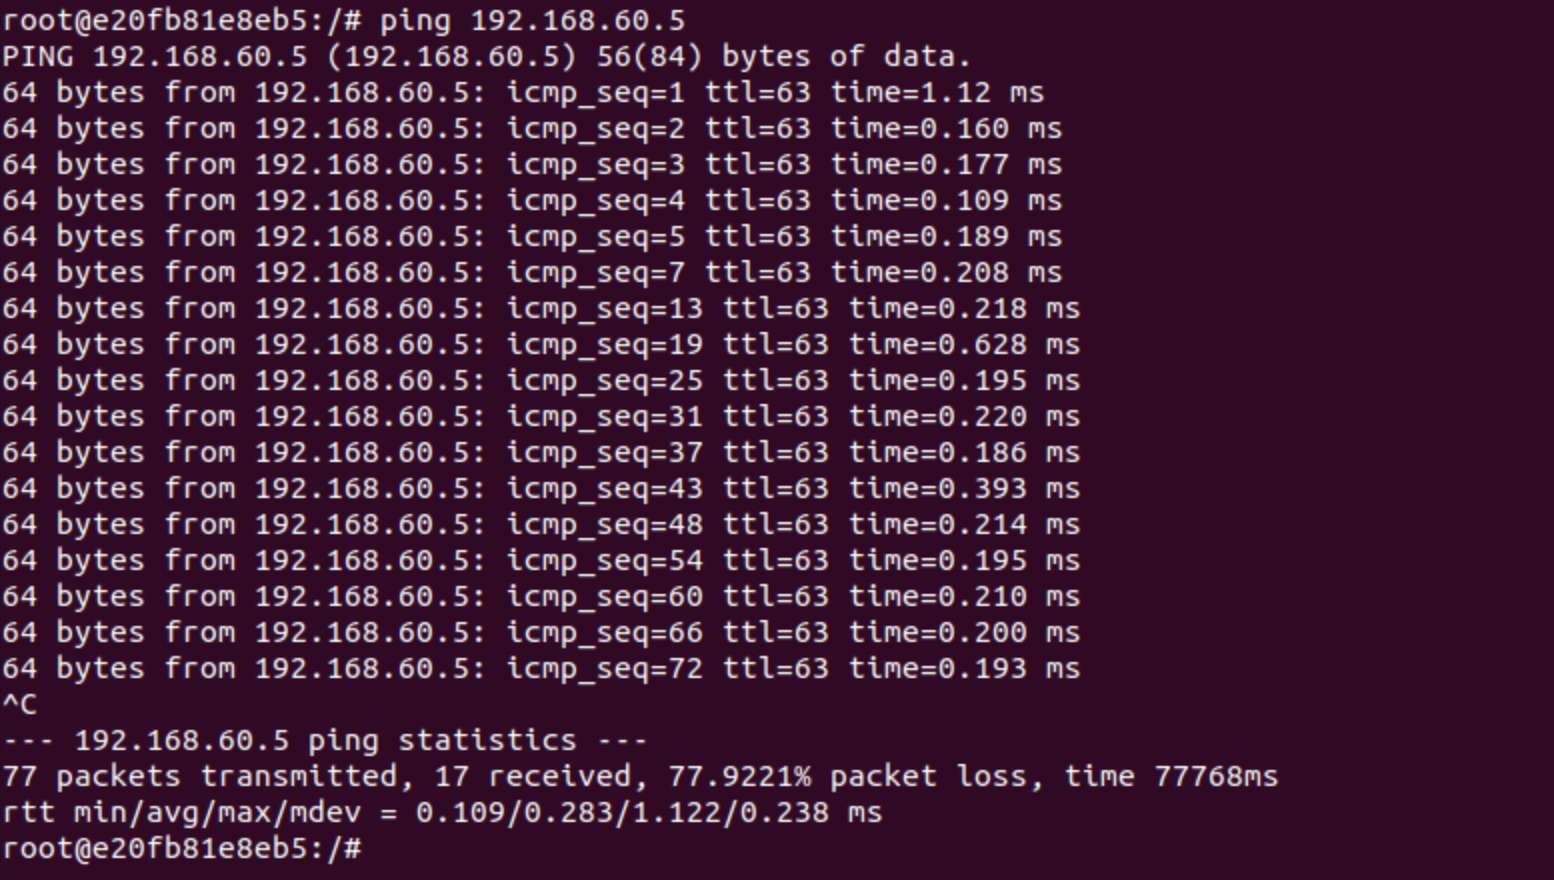 root@e20fb81e8eb5:/# ping 192.168.60.5
PING 192.168.60.5 (192.168.60.5) 56(84) bytes of data.
64 bytes from 192.168.60.5: icmp_seq=1 ttl=63 time=1.12 ms
64 bytes from 192.168.60.5: icmp_seq=2 ttl=63 time=0.160 ms
64 bytes from 192.168.60.5: icmp_seq=3 ttl=63 time=0.177 ms
64 bytes from 192.168.60.5: icmp_seq=4 ttl=63 time=0.109 ms
64 bytes from 192.168.60.5: icmp_seq=5 ttl=63 time=0.189 ms
64 bytes from 192.168.60.5: icmp_seq=7 ttl=63 time=0.208 ms
64 bytes from 192.168.60.5: icmp_seq=13 ttl=63 time=0.218 ms
64 bytes from 192.168.60.5: icmp_seq=19 ttl=63 time=0.628 ms
64 bytes from 192.168.60.5: icmp_seq=25 ttl=63 time=0.195 ms
64 bytes from 192.168.60.5: icmp_seq=31 ttl=63 time=0.220 ms
64 bytes from 192.168.60.5: icmp_seq=37 ttl=63 time=0.186 ms
64 bytes from 192.168.60.5: icmp_seq=43 ttl=63 time=0.393 ms
64 bytes from 192.168.60.5: icmp_seq=48 ttl=63 time=0.214 ms
64 bytes from 192.168.60.5: icmp_seq=54 ttl=63 time=0.195 ms
64 bytes from 192.168.60.5: icmp_seq=60 ttl=63 time=0.210 ms
64 bytes from 192.168.60.5: icmp_seq=66 ttl=63 time=0.200 ms
64 bytes from 192.168.60.5: icmp_seq=72 ttl=63 time=0.193 ms
^C
--- 192.168.60.5 ping statistics ---
77 packets transmitted, 17 received, 77.9221% packet loss, time 77768ms
rtt min/avg/max/mdev = 0.109/0.283/1.122/0.238 ms
root@e20fb81e8eb5:/#